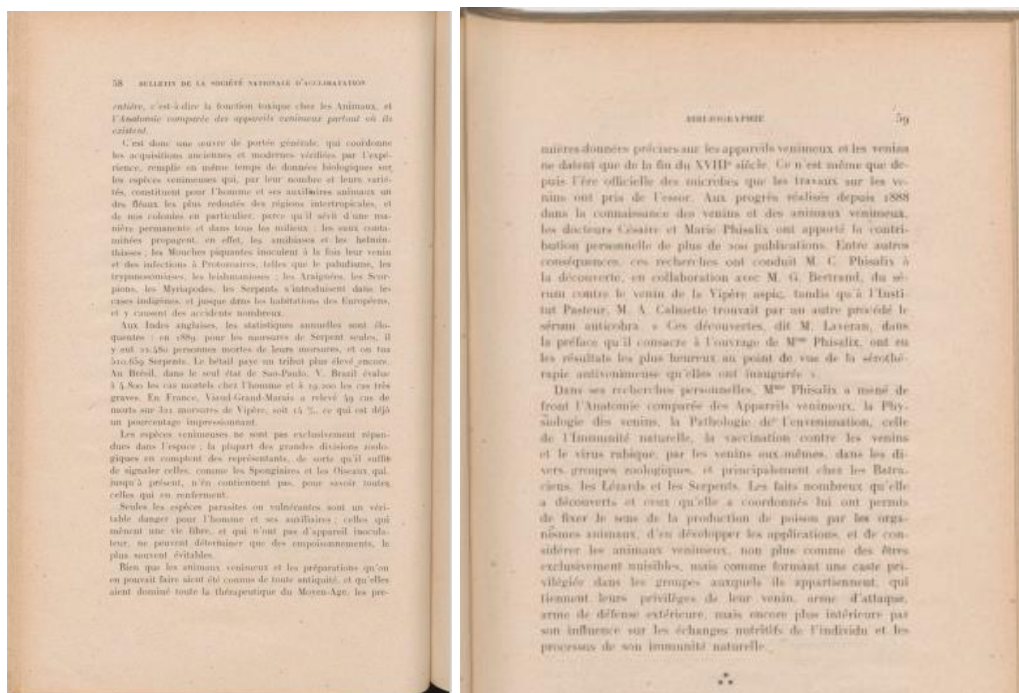 58 BULLETIN DE LA SOCIÉTÉ NATIONALE D'ACCLIMATATION
entière, c'est-à-dire la fonction toxique chez les Animaux, et
l'Anatomie comparée des appareils venimeux partout où ils
existent.
C'est donc une œuvre de portée générale, qui coordonne
les acquisitions anciennes et modernes vérifiées par l'expé-
rience, remplie en même temps de données biologiques sur
les espèces venimeuses qui, par leur nombre et leurs varié-
tés, constituent pour l'homme et ses auxiliaires animaux un
des fléaux les plus redoutés des régions intertropicales, et
de nos colonies en particulier, parce qu'il sévit d'une ma-
nière permanente et dans tous les milieux : les eaux conta-
minées propagent, en effet, les amibiases et les helmin-
thiases ; les Mouches piquantes inoculent à la fois leur venin
et des infections à Protozoaires, telles que le paludisme, les
trypanosomiases, les leishmanioses ; les Araignées, les Scor-
pions, les Myriapodes, les Serpents s'introduisent dans les
cases indigènes, et jusque dans les habitations des Européens,
et y causent des accidents nombreux.
Aux Indes anglaises, les statistiques annuelles sont élo-
quentes : en 1889, pour les morsures de Serpent seules, il
y eut 22.480 personnes mortes de leurs morsures, et on tua
510.659 Serpents. Le bétail paye un tribut plus élevé encore.
Au Brésil, dans le seul état de Sao-Paulo, V. Brazil évalue
à 4.800 les cas mortels chez l'homme et à 19.200 les cas très
graves. En France, Viaud-Grand-Marais a relevé 49 cas de
morts sur 321 morsures de Vipère, soit 15 %, ce qui est déjà
un pourcentage impressionnant.
Les espèces venimeuses ne sont pas exclusivement répan-
dues dans l'espace ; la plupart des grandes divisions zoolo-
giques en comptent des représentants, de sorte qu'il suffit
de signaler celles, comme les Spongiaires et les Oiseaux qui,
jusqu'à présent, n'en contiennent pas, pour savoir toutes
celles qui en renferment.
Seules les espèces parasites ou vulnérantes sont un véri-
table danger pour l'homme et ses auxiliaires ; celles qui
mènent une vie libre, et qui n'ont pas d'appareil inocula-
teur, ne peuvent déterminer que des empoisonnements, le
plus souvent évitables.
Bien que les animaux venimeux et les préparations qu'on
en pouvait faire aient été connus de toute antiquité, et qu'elles
aient dominé toute la thérapeutique du Moyen-Age, les pre-
BIBLIOGRAPHIE 59
mières données précises sur les appareils venimeux et les venins
ne datent que de la fin du XVIIIe siècle. Ce n'est même que de-
puis l'ère officielle des microbes que les travaux sur les ve-
nins ont pris de l'essor. Aux progrès réalisés depuis 1888
dans la connaissance des venins et des animaux venimeux,
les docteurs Césaire et Marie Phisalix ont apporté la contri-
bution personnelle de plus de 200 publications. Entre autres
conséquences, ces recherches ont conduit M. C. Phisalix à
la découverte, en collaboration avec M. G. Bertrand, du sé-
rum contre le venin de la Vipère aspic, tandis qu'à l'Insti-
tut Pasteur, M. A. Calmette trouvait par un autre procédé le
sérum anticobra. « Ces découvertes, dit M. Laveran, dans
la préface qu'il consacre à l'ouvrage de Mme Phisalix, ont eu
les résultats les plus heureux au point de vue de la sérothé-
rapie antivenimeuse qu'elles ont inaugurée ».
Dans ses recherches personnelles, Mme Phisalix a mené de
front l'Anatomie comparée des Appareils venimeux, la Phy-
siologie des venins, la Pathologie de l'envenimation, celle
de l'Immunité naturelle, la vaccination contre les venins
et le virus rabique, par les venins eux-mêmes, dans les di-
vers groupes zoologiques, et principalement chez les Batra-
ciens, les Lézards et les Serpents. Les faits nombreux qu'elle
a découverts et ceux qu'elle a coordonnés lui ont permis
de fixer le sens de la production de poison par les orga-
nismes animaux, d'en développer les applications, et de con-
sidérer les animaux venimeux, non plus comme des êtres
exclusivement nuisibles, mais comme formant une caste pri-
vilégiée dans les groupes auxquels ils appartiennent, qui
tiennent leurs privilèges de leur venin, arme d'attaque,
arme de défense extérieure, mais encore plus intérieure par
son influence sur les échanges nutritifs de l'individu et les
processus de son immunité naturelle.